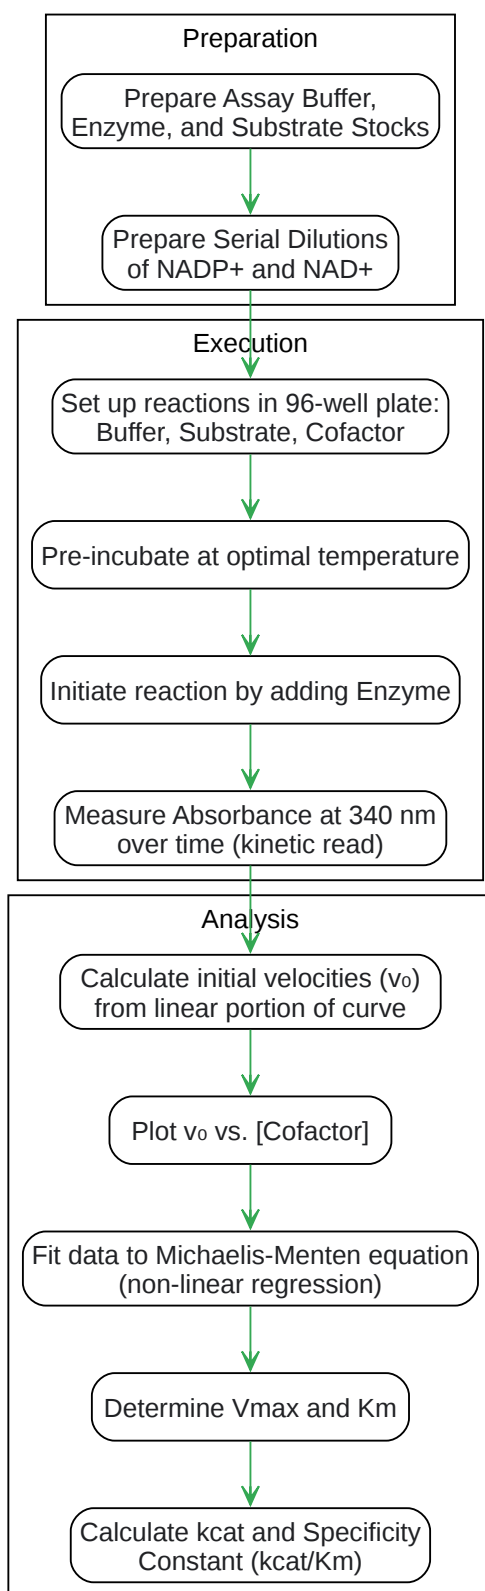 Preparation
Prepare Assay Buffer,
Enzyme, and Substrate Stocks
Prepare Serial Dilutions
of NADP+ and NAD+
Execution
Set up reactions in 96-well plate:
Buffer, Substrate, Cofactor
Pre-incubate at optimal temperature
Initiate reaction by adding Enzyme
Measure Absorbance at 340 nm
over time (kinetic read)
Analysis
Calculate initial velocities (v₀)
from linear portion of curve
Plot v₀ vs. [Cofactor]
Fit data to Michaelis-Menten equation
(non-linear regression)
Determine Vmax and Km
Calculate kcat and Specificity
Constant (kcat/Km)